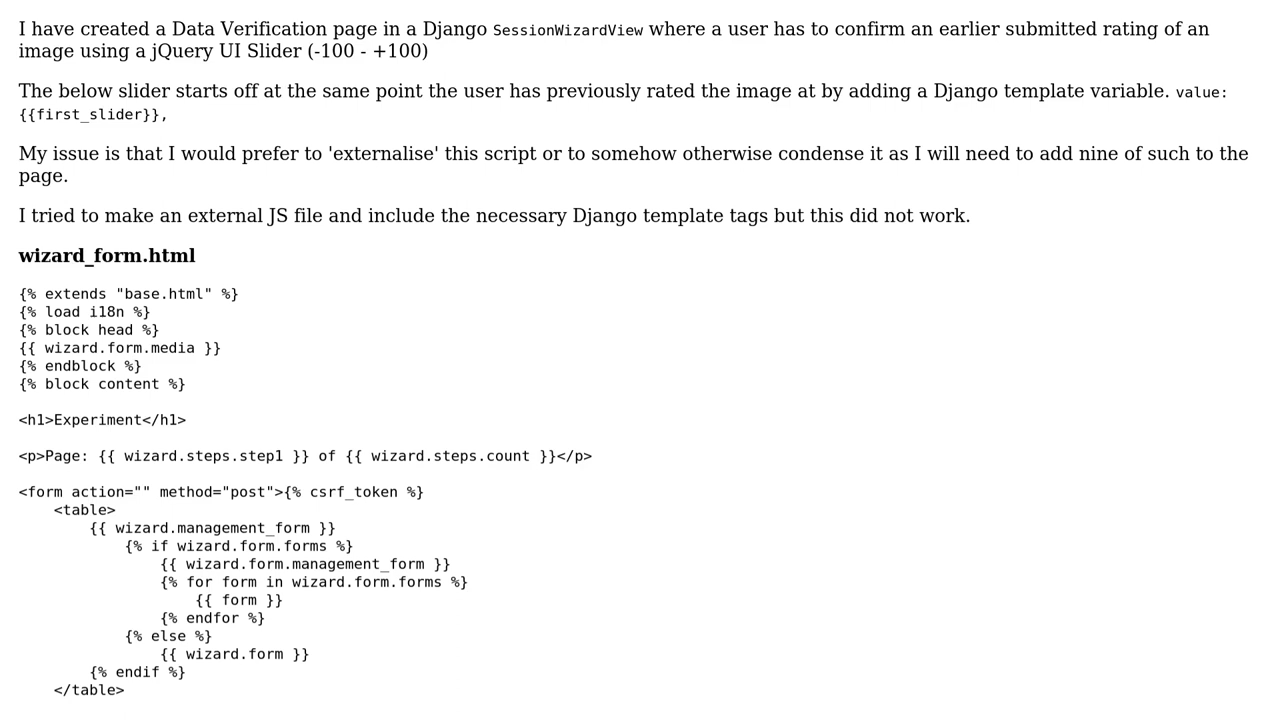 I have created a Data Verification page in a Django SessionWizardView where a user has to confirm an earlier submitted rating of an
image using a jQuery UI Slider (-100 - +100)
The below slider starts off at the same point the user has previously rated the image at by adding a Django template variable. value:
{{first_slider}},
My issue is that I would prefer to 'externalise' this script or to somehow otherwise condense it as I will need to add nine of such to the
page.
I tried to make an external JS file and include the necessary Django template tags but this did not work.
wizard_form.html
{% extends "base.html" %}
{% load i18n %}
{% block head %}
{{ wizard.form.media }}
{% endblock %}
{% block content %}
<h1>Experiment</h1>
<p>Page: {{ wizard.steps.step1 }} of {{ wizard.steps.count }}</p>
<form action="" method="post">{% csrf_token %}
    <table>
        {{ wizard.management_form }}
            {% if wizard.form.forms %}
                {{ wizard.form.management_form }}
                {% for form in wizard.form.forms %}
                    {{ form }}
                {% endfor %}
            {% else %}
                {{ wizard.form }}
        {% endif %}
    </table>